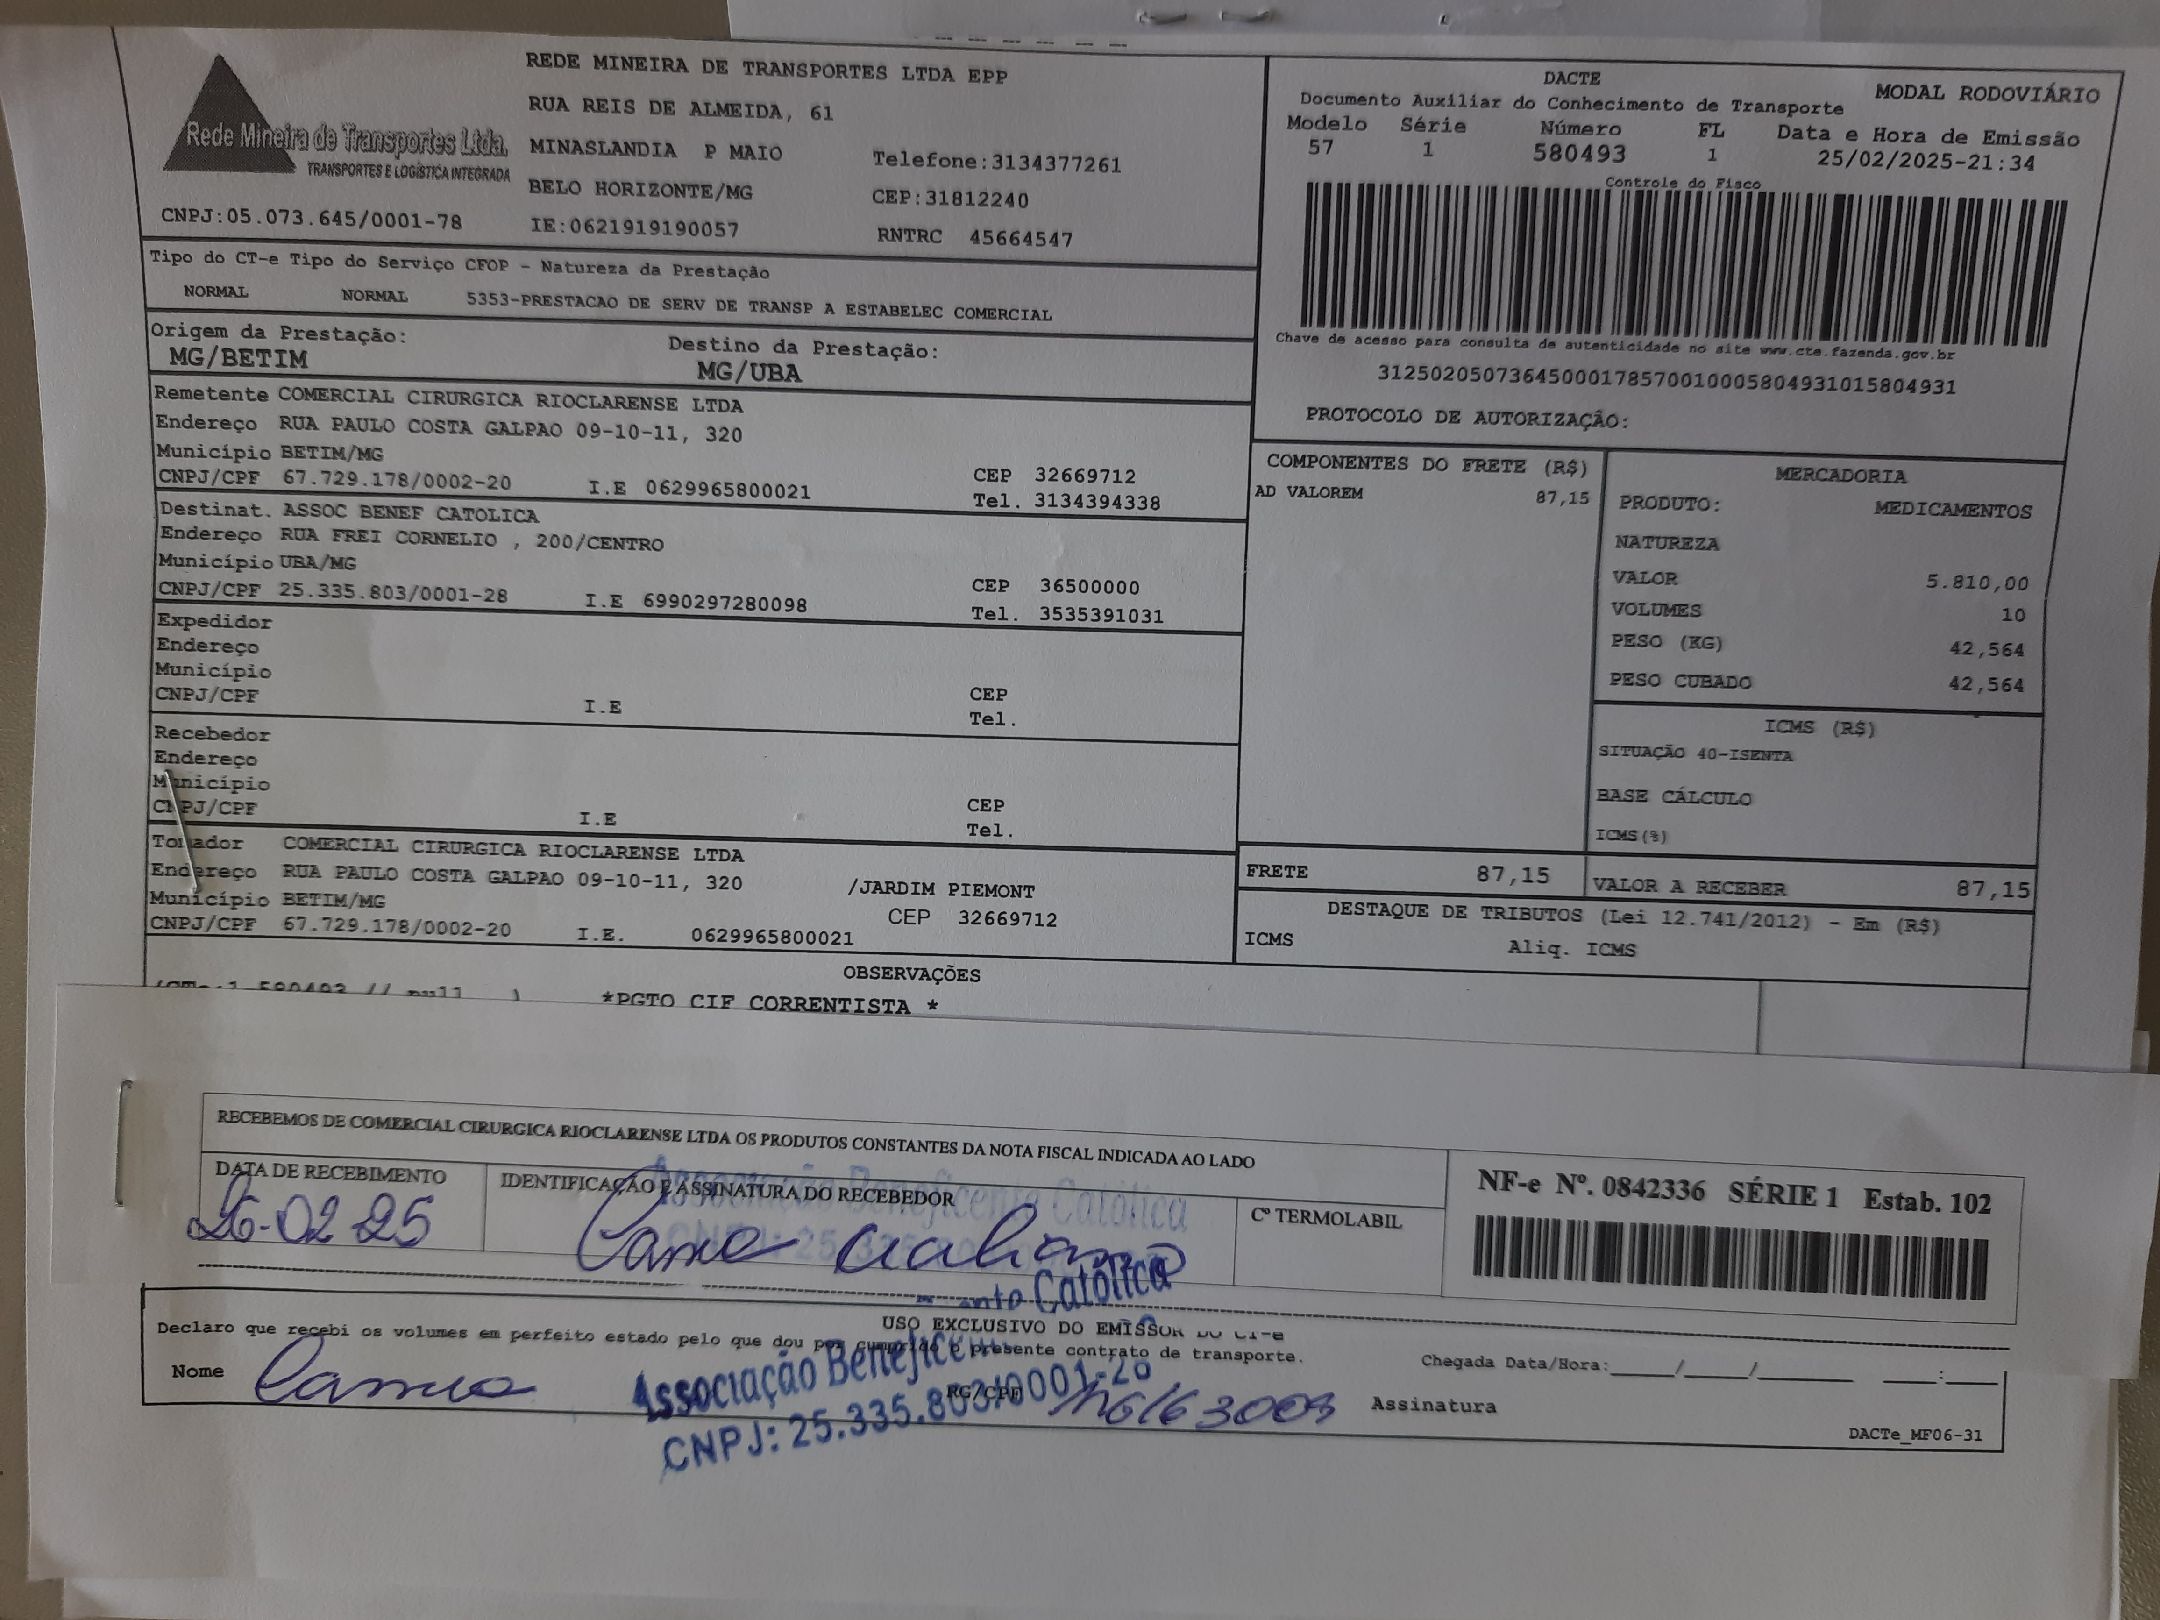 Rede Mineira de Transportes Ltda.
TRANSPORTES E LOGÍSTICA INTEGRADA
CNPJ:05.073.645/0001-78
REDE MINEIRA DE TRANSPORTES LTDA EPP
RUA REIS DE ALMEIDA, 61
MINASLANDIA P MAIO Telefone:3134377261
BELO HORIZONTE/MG CEP:31812240
IE:0621919190057 RNTRC 45664547
DACTE MODAL RODOVIÁRIO
Documento Auxiliar do Conhecimento de Transporte
Modelo Série Número FL Data e Hora de Emissão
57 1 580493 1 25/02/2025-21:34
Controle do Fisco
Chave de acesso para consulta de autenticidade no site www.cte.fazenda.gov.br
31250205073645000178570010005804931015804931
PROTOCOLO DE AUTORIZAÇÃO:
Tipo do CT-e Tipo do Serviço CFOP - Natureza da Prestação
NORMAL NORMAL 5353-PRESTACAO DE SERV DE TRANSP A ESTABELEC COMERCIAL
Origem da Prestação: Destino da Prestação:
MG/BETIM MG/UBA
Remetente COMERCIAL CIRURGICA RIOCLARENSE LTDA
Endereço RUA PAULO COSTA GALPAO 09-10-11, 320
Município BETIM/MG CEP 32669712
CNPJ/CPF 67.729.178/0002-20 I.E 0629965800021 Tel. 3134394338
Destinat. ASSOC BENEF CATOLICA
Endereço RUA FREI CORNELIO , 200/CENTRO
Município UBA/MG CEP 36500000
CNPJ/CPF 25.335.803/0001-28 I.E 6990297280098 Tel. 3535391031
Expedidor
Endereço
Município CEP
CNPJ/CPF I.E Tel.
Recebedor
Endereço
Município CEP
CNPJ/CPF I.E Tel.
Tomador COMERCIAL CIRURGICA RIOCLARENSE LTDA
Endereço RUA PAULO COSTA GALPAO 09-10-11, 320 /JARDIM PIEMONT
Município BETIM/MG CEP 32669712
CNPJ/CPF 67.729.178/0002-20 I.E. 0629965800021
COMPONENTES DO FRETE (R$)
AD VALOREM 87,15
MERCADORIA
PRODUTO: MEDICAMENTOS
NATUREZA
VALOR 5.810,00
VOLUMES 10
PESO (KG) 42,564
PESO CUBADO 42,564
ICMS (R$)
SITUAÇÃO 40-ISENTA
BASE CÁLCULO
ICMS(%)
FRETE 87,15 VALOR A RECEBER 87,15
DESTAQUE DE TRIBUTOS (Lei 12.741/2012) - Em (R$)
ICMS Aliq. ICMS
OBSERVAÇÕES
*PGTO CIF CORRENTISTA *
RECEBEMOS DE COMERCIAL CIRURGICA RIOCLARENSE LTDA OS PRODUTOS CONSTANTES DA NOTA FISCAL INDICADA AO LADO
DATA DE RECEBIMENTO IDENTIFICAÇÃO E ASSINATURA DO RECEBEDOR Cº TERMOLABIL
26-02 25
Associação Beneficente Católica
NF-e Nº. 0842336 SÉRIE 1 Estab. 102
USO EXCLUSIVO DO EMISSOR DO CT-e
Declaro que recebi os volumes em perfeito estado pelo que dou por cumprido o presente contrato de transporte.
Nome RG/CPF Assinatura
Chegada Data/Hora:____/____/____ ___:___
Associação Beneficente Católica
CNPJ: 25.335.803/0001-28
DACTe_MF06-31